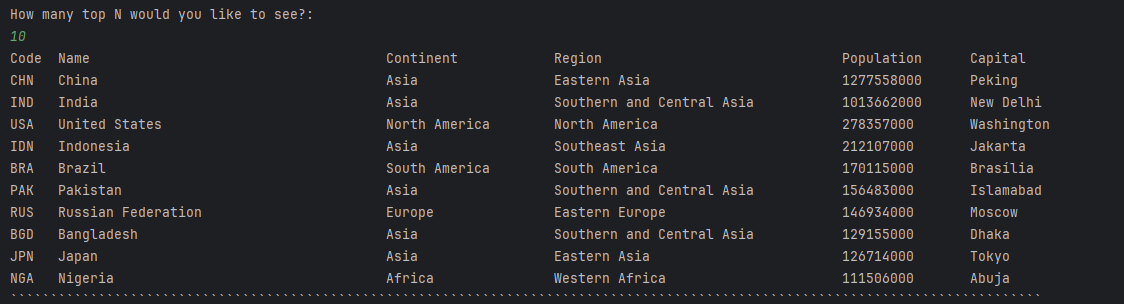 How many top N would you like to see?:
10
Code Name Continent Region Population Capital
CHN China Asia Eastern Asia 1277558000 Peking
IND India Asia Southern and Central Asia 1013662000 New Delhi
USA United States North America North America 278357000 Washington
IDN Indonesia Asia Southeast Asia 212107000 Jakarta
BRA Brazil South America South America 170115000 Brasília
PAK Pakistan Asia Southern and Central Asia 156483000 Islamabad
RUS Russian Federation Europe Eastern Europe 146934000 Moscow
BGD Bangladesh Asia Southern and Central Asia 129155000 Dhaka
JPN Japan Asia Eastern Asia 126714000 Tokyo
NGA Nigeria Africa Western Africa 111506000 Abuja